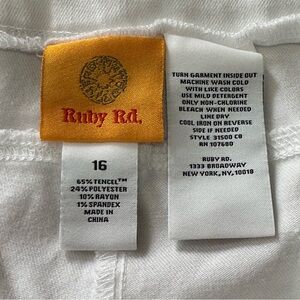 Ruby Rd.
16
65% TENCEL™
24% POLYESTER
10% RAYON
1% SPANDEX
MADE IN
CHINA
TURN GARMENT INSIDE OUT
MACHINE WASH COLD
WITH LIKE COLORS
USE MILD DETERGENT
ONLY NON-CHLORINE
BLEACH WHEN NEEDED
LINE DRY
COOL IRON ON REVERSE
SIDE IF NEEDED
STYLE 31500 CO
RN 107680
RUBY RD.
1333 BROADWAY
NEW YORK, NY, 10018